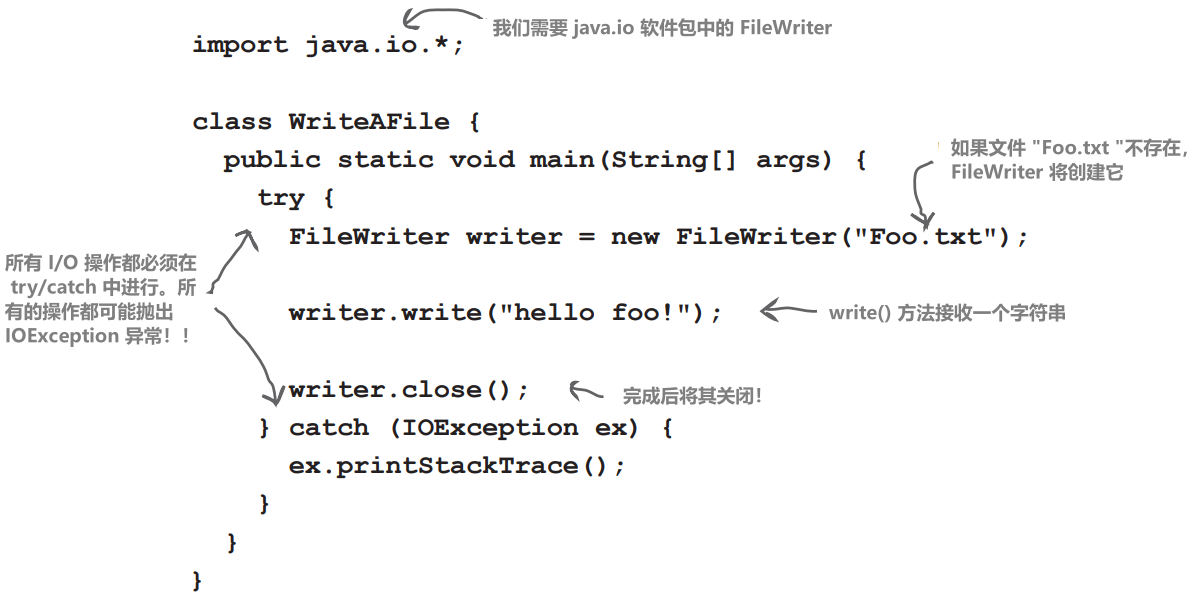 我们需要 java.io 软件包中的 FileWriter
import java.io.*;
class WriteAFile {
public static void main(String[] args) {
如果文件 "Foo.txt "不存在,
FileWriter 将创建它
try {
FileWriter writer = new FileWriter("Foo.txt");
所有 I/O 操作都必须在
try/catch 中进行。所
有的操作都可能抛出
IOException 异常！！
writer.write("hello foo!");
write() 方法接收一个字符串
writer.close();
完成后将其关闭！
} catch (IOException ex) {
ex.printStackTrace();
}
}
}